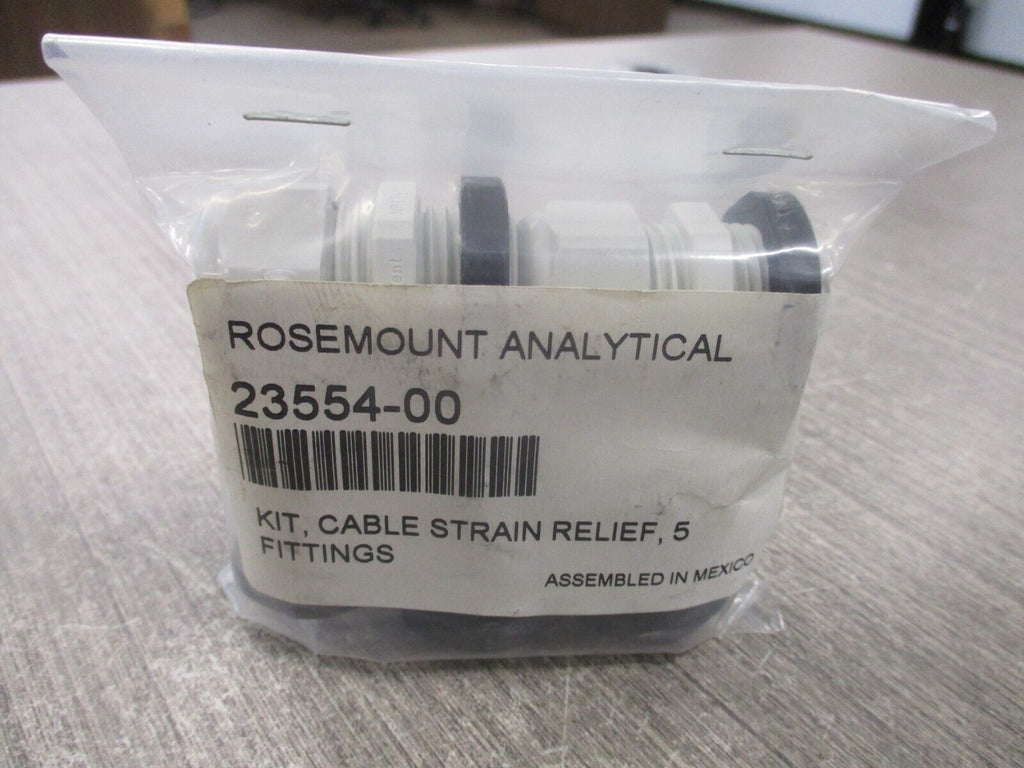 ROSEMOUNT ANALYTICAL
23554-00
KIT, CABLE STRAIN RELIEF, 5
FITTINGS
ASSEMBLED IN MEXICO